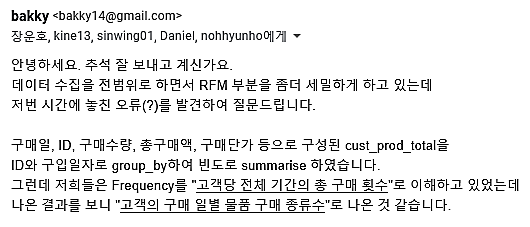 bakky <bakky14@gmail.com>
장운호, kine13, sinwing01, Daniel, nohhyunho에게
안녕하세요. 추석 잘 보내고 계신가요.
데이터 수집을 전범위로 하면서 RFM 부분을 좀더 세밀하게 하고 있는데
저번 시간에 놓친 오류(?)를 발견하여 질문드립니다.
구매일, ID, 구매수량, 총구매액, 구매단가 등으로 구성된 cust_prod_total을
ID와 구입일자로 group_by하여 빈도로 summarise 하였습니다.
그런데 저희들은 Frequency를 "고객당 전체 기간의 총 구매 횟수"로 이해하고 있었는데
나온 결과를 보니 "고객의 구매 일별 물품 구매 종류수"로 나온 것 같습니다.